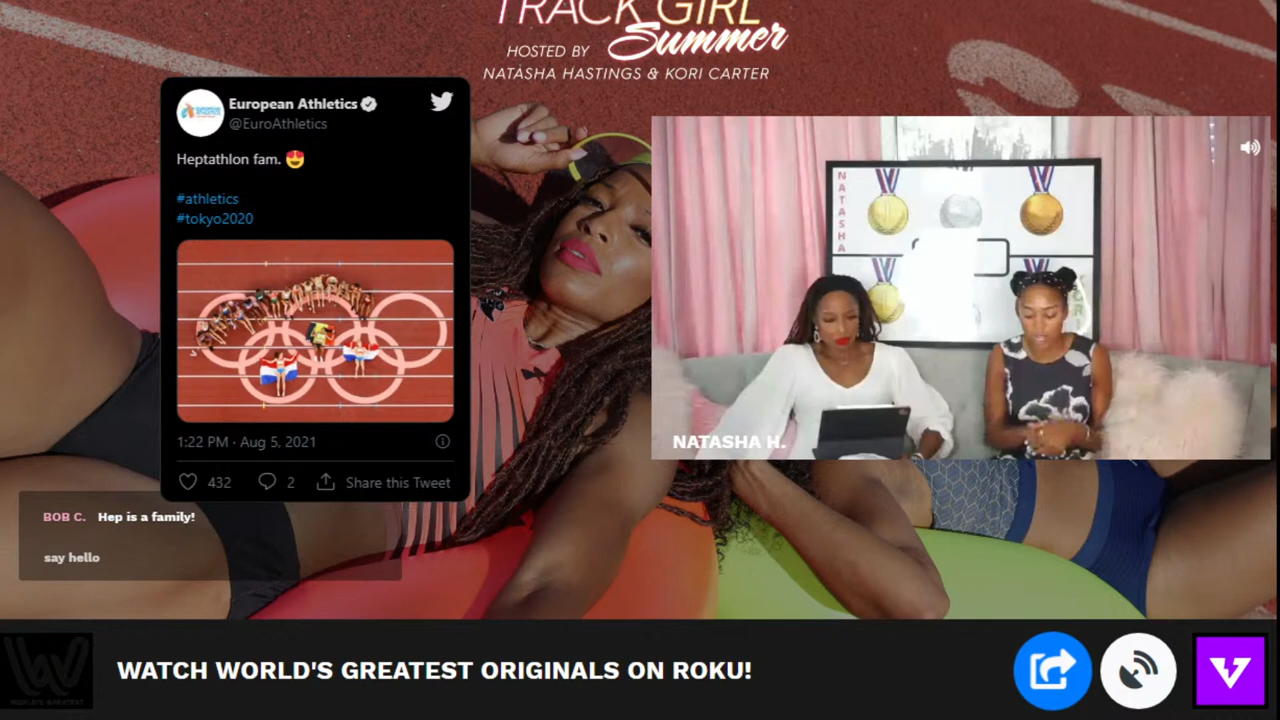 TRACK GIRL
Summer
HOSTED BY
NATASHA HASTINGS & KORI CARTER
European Athletics
@EuroAthletics
Heptathlon fam. 😍
#athletics
#tokyo2020
1:22 PM · Aug 5, 2021
432
2
Share this Tweet
NATASHA
NATASHA H.
BOB C. Hep is a family!
say hello
WATCH WORLD'S GREATEST ORIGINALS ON ROKU!
WORLD'S GREATEST